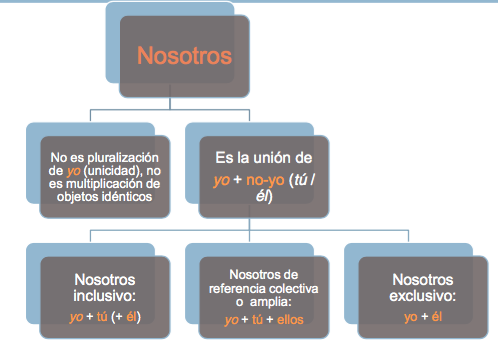 Nosotros
No es pluralización
de yo (unicidad), no
es multiplicación de
objetos idénticos
Es la unión de
yo + no-yo (tú /
él)
Nosotros
inclusivo:
yo + tú (+ él)
Nosotros de
referencia colectiva
o amplia:
yo + tú + ellos
Nosotros
exclusivo:
yo + él